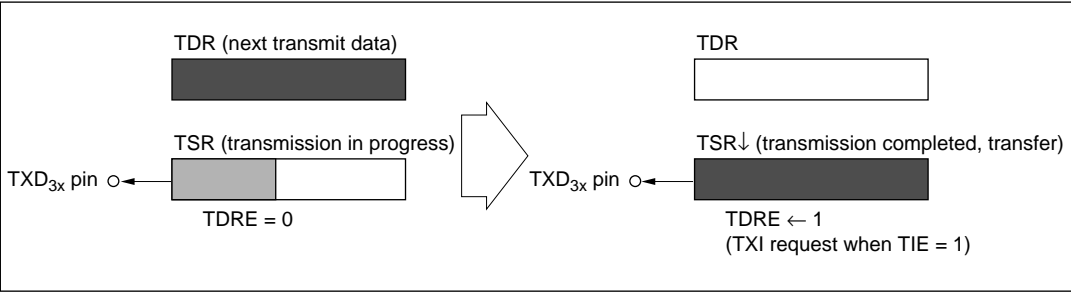 TDR (next transmit data)
TSR (transmission in progress)
TXD3x pin
TDRE = 0
TDR
TSR↓ (transmission completed, transfer)
TXD3x pin
TDRE ← 1
(TXI request when TIE = 1)